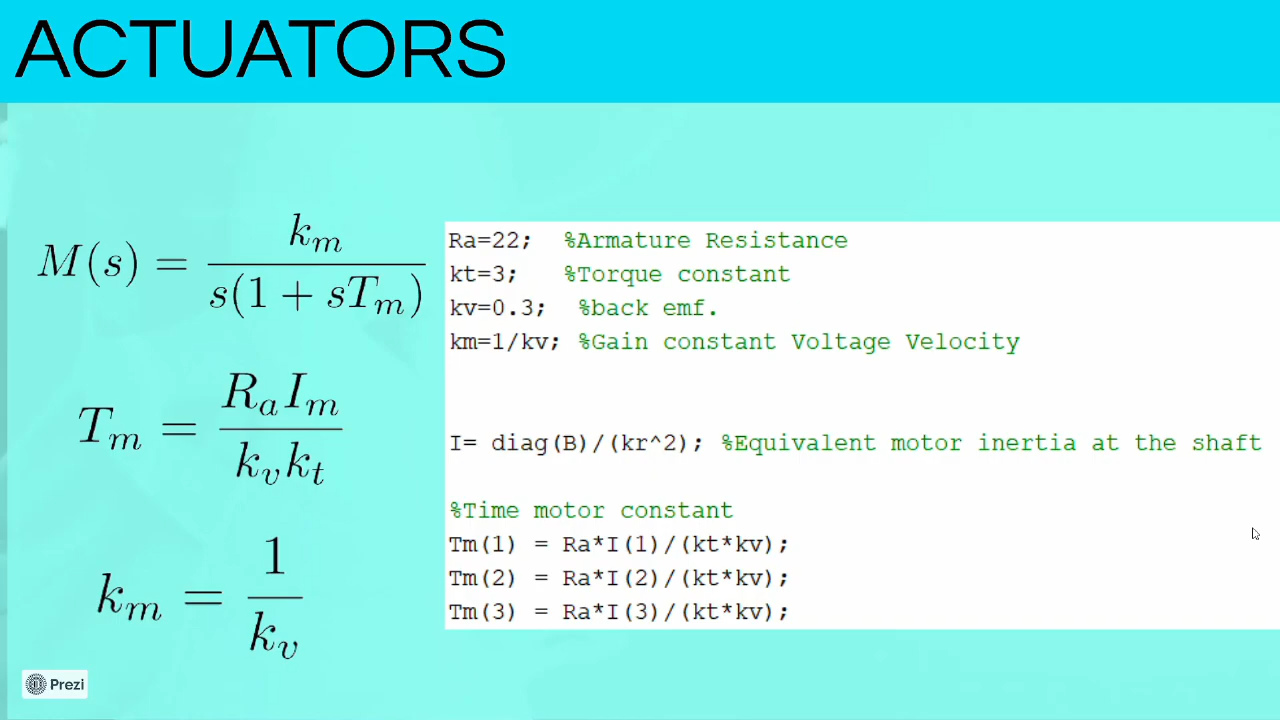 ACTUATORS
M(s) = k_m / s(1 + sT_m)
T_m = R_a I_m / k_v k_t
k_m = 1 / k_v
Ra=22;  %Armature Resistance
kt=3;   %Torque constant
kv=0.3;  %back emf.
km=1/kv; %Gain constant Voltage Velocity
I= diag(B)/(kr^2); %Equivalent motor inertia at the shaft
%Time motor constant
Tm(1) = Ra*I(1)/(kt*kv);
Tm(2) = Ra*I(2)/(kt*kv);
Tm(3) = Ra*I(3)/(kt*kv);
Prezi